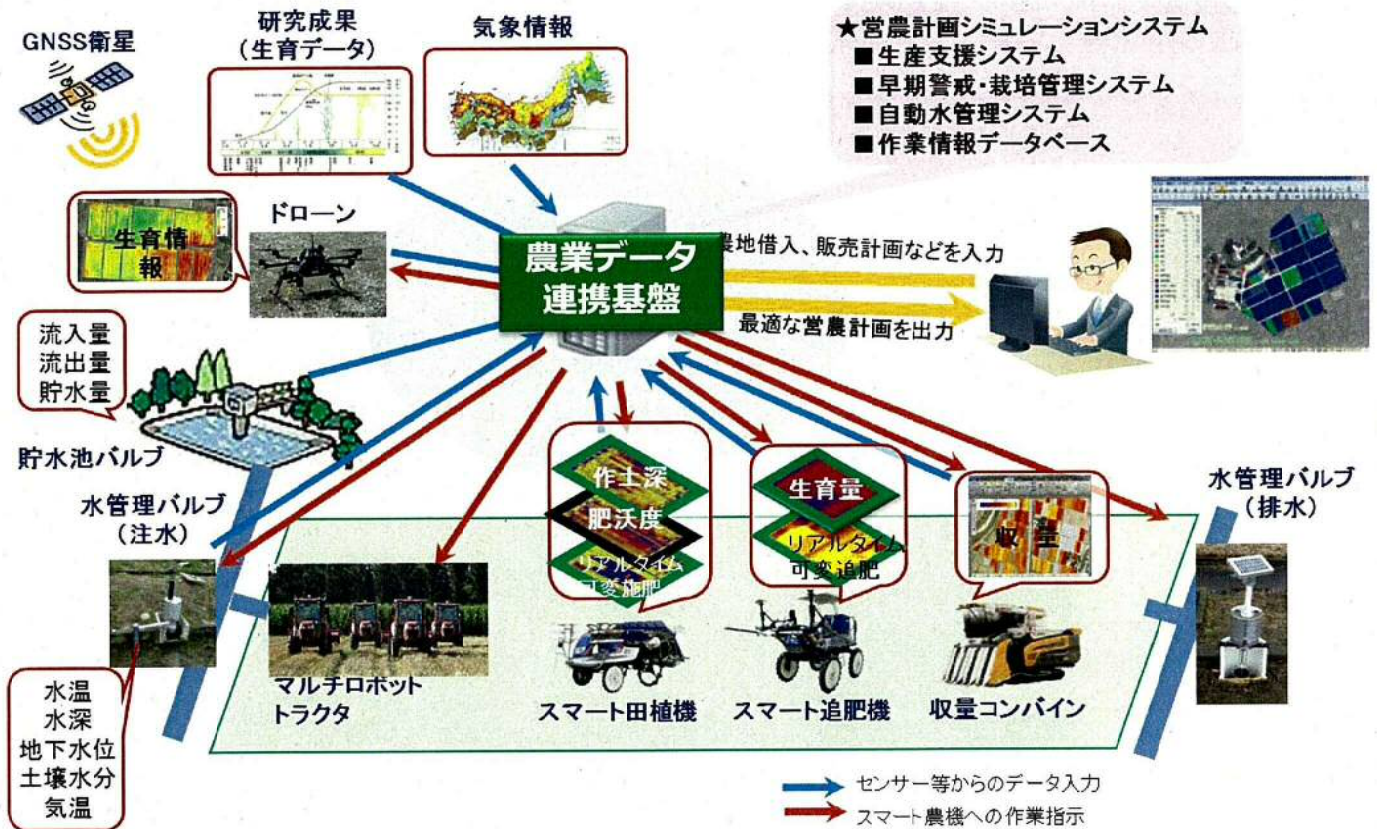 GNSS衛星
研究成果
(生育データ)
気象情報
★営農計画シミュレーションシステム
■生産支援システム
■早期警戒・栽培管理システム
■自動水管理システム
■作業情報データベース
ドローン
生育情
報
農業データ
連携基盤
農地借入、販売計画などを入力
最適な営農計画を出力
流入量
流出量
貯水量
貯水池バルブ
水管理バルブ
(注水)
作土深
肥沃度
リアルタイム
可変施肥
生育量
リアルタイム
可変追肥
収量
水管理バルブ
(排水)
マルチロボット
トラクタ
スマート田植機
スマート追肥機
収量コンバイン
水温
水深
地下水位
土壌水分
気温
センサー等からのデータ入力
スマート農機への作業指示